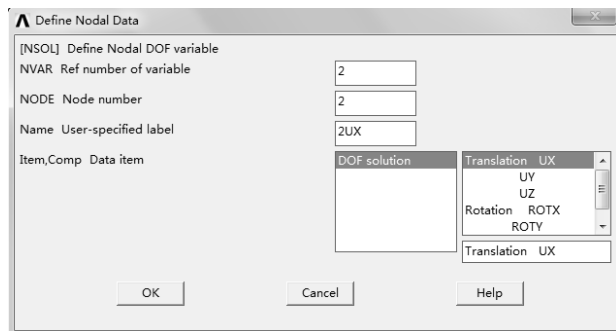 Define Nodal Data
[NSOL] Define Nodal DOF variable
NVAR Ref number of variable 2
NODE Node number 2
Name User-specified label 2UX
Item,Comp Data item DOF solution Translation UX
UY
UZ
Rotation ROTX
ROTY
Translation UX
OK Cancel Help